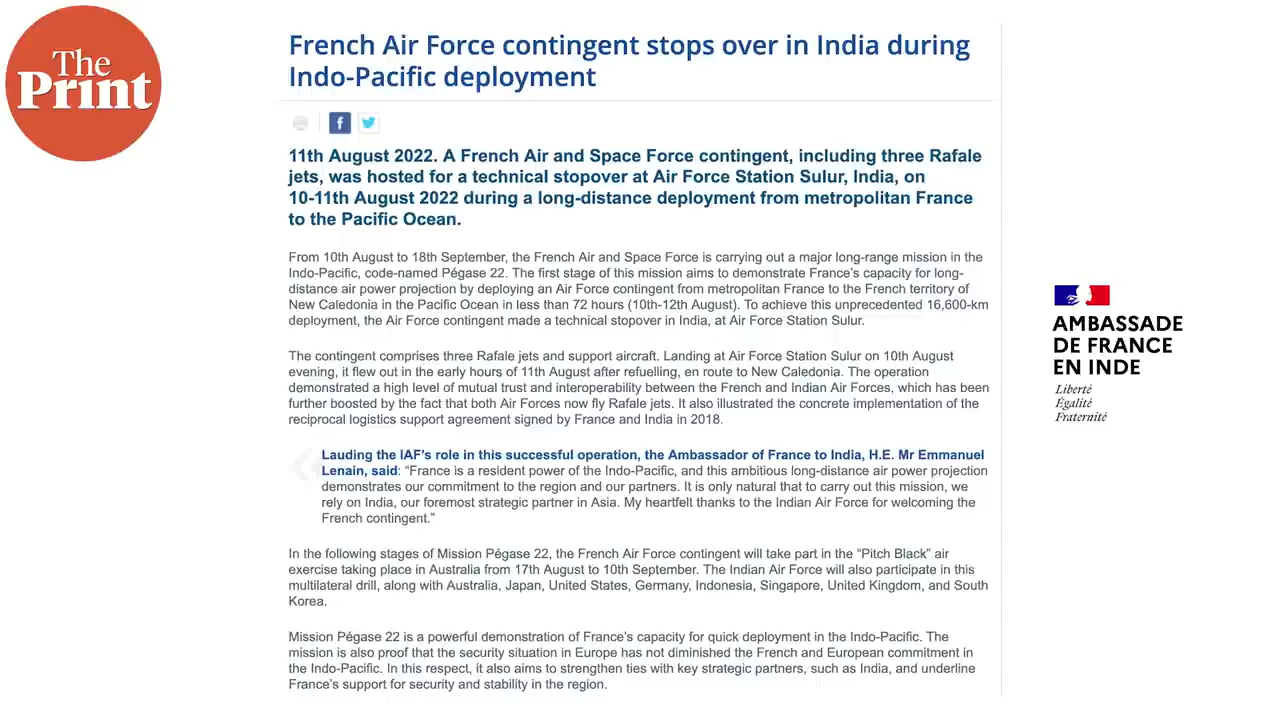 The
Print
French Air Force contingent stops over in India during
Indo-Pacific deployment
11th August 2022. A French Air and Space Force contingent, including three Rafale
jets, was hosted for a technical stopover at Air Force Station Sulur, India, on
10-11th August 2022 during a long-distance deployment from metropolitan France
to the Pacific Ocean.
From 10th August to 18th September, the French Air and Space Force is carrying out a major long-range mission in the
Indo-Pacific, code-named Pégase 22. The first stage of this mission aims to demonstrate France's capacity for long-
distance air power projection by deploying an Air Force contingent from metropolitan France to the French territory of
New Caledonia in the Pacific Ocean in less than 72 hours (10th-12th August). To achieve this unprecedented 16,600-km
deployment, the Air Force contingent made a technical stopover in India, at Air Force Station Sulur.
The contingent comprises three Rafale jets and support aircraft. Landing at Air Force Station Sulur on 10th August
evening, it flew out in the early hours of 11th August after refuelling, en route to New Caledonia. The operation
demonstrated a high level of mutual trust and interoperability between the French and Indian Air Forces, which has been
further boosted by the fact that both Air Forces now fly Rafale jets. It also illustrated the concrete implementation of the
reciprocal logistics support agreement signed by France and India in 2018.
Lauding the IAF's role in this successful operation, the Ambassador of France to India, H.E. Mr Emmanuel
Lenain, said: “France is a resident power of the Indo-Pacific, and this ambitious long-distance air power projection
demonstrates our commitment to the region and our partners. It is only natural that to carry out this mission, we
rely on India, our foremost strategic partner in Asia. My heartfelt thanks to the Indian Air Force for welcoming the
French contingent."
In the following stages of Mission Pégase 22, the French Air Force contingent will take part in the “Pitch Black” air
exercise taking place in Australia from 17th August to 10th September. The Indian Air Force will also participate in this
multilateral drill, along with Australia, Japan, United States, Germany, Indonesia, Singapore, United Kingdom, and South
Korea.
Mission Pégase 22 is a powerful demonstration of France's capacity for quick deployment in the Indo-Pacific. The
mission is also proof that the security situation in Europe has not diminished the French and European commitment in
the Indo-Pacific. In this respect, it also aims to strengthen ties with key strategic partners, such as India, and underline
France's support for security and stability in the region.
AMBASSADE
DE FRANCE
EN INDE
Liberté
Égalité
Fraternité